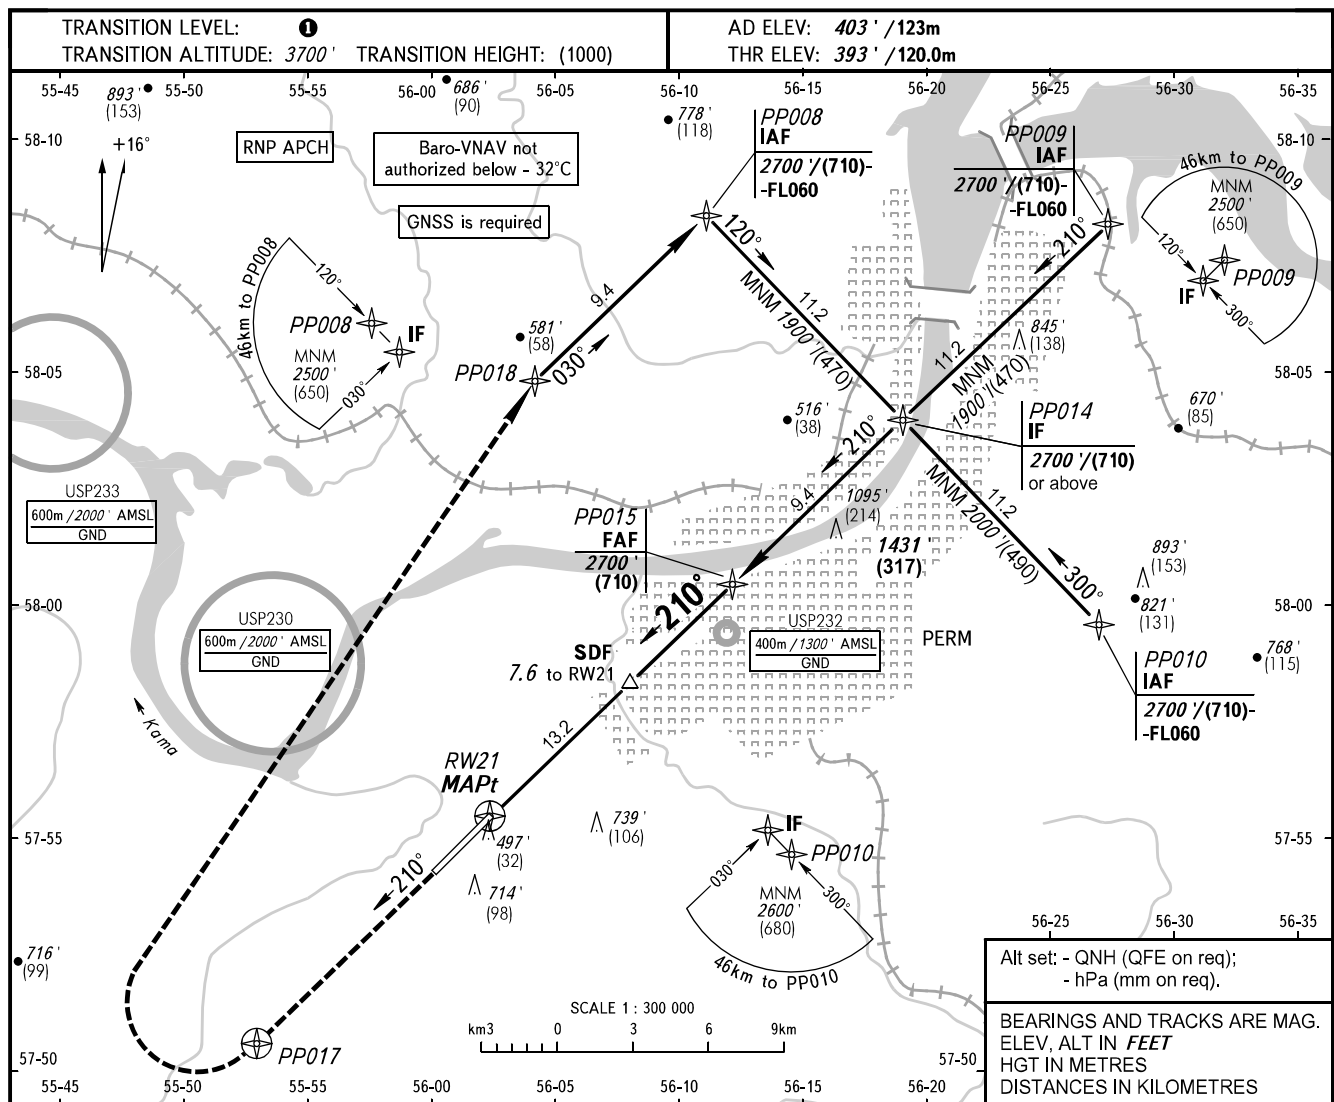 TRANSITION LEVEL: 1
TRANSITION ALTITUDE: 3700' TRANSITION HEIGHT: (1000)
AD ELEV: 403' /123m
THR ELEV: 393' /120.0m
55-45 55-50 55-55 56-00 56-05 56-10 56-15 56-20 56-25 56-30 56-35
893'
(153)
686'
(90)
778'
(118)
58-10
58-10
+16°
RNP APCH
Baro-VNAV not
authorized below - 32°C
GNSS is required
PP008
IAF
2700'/(710)-
-FL060
PP009
IAF
2700'/(710)-
-FL060
46km to PP009
MNM
2500'
(650)
120°
PP009
IF
300°
46km to PP008
120°
PP008
IF
MNM
2500'
(650)
030°
120°
MNM 1900'/(470)
11.2
210°
11.2
MNM
1900'/(470)
845'
(138)
9.4
030°
581'
(58)
PP018
58-05
58-05
516'
(38)
670'
(85)
PP014
IF
2700'/(710)
or above
210°
9.4
11.2
MNM 2000'/(490)
300°
USP233
600m /2000' AMSL
GND
PP015
FAF
2700'
(710)
1095'
(214)
1431'
(317)
893'
(153)
821'
(131)
768'
(115)
58-00
58-00
210°
USP230
600m /2000' AMSL
GND
USP232
400m /1300' AMSL
GND
PERM
SDF
7.6 to RW21
PP010
IAF
2700'/(710)-
-FL060
Kama
13.2
RW21
MAPt
497'
(32)
739'
(106)
714'
(98)
210°
57-55
57-55
IF
PP010
030°
300°
MNM
2600'
(680)
46km to PP010
716'
(99)
56-25 56-30 56-35
Alt set: - QNH (QFE on req);
- hPa (mm on req).
SCALE 1 : 300 000
km3 0 3 6 9km
PP017
57-50
57-50
BEARINGS AND TRACKS ARE MAG.
ELEV, ALT IN FEET
HGT IN METRES
DISTANCES IN KILOMETRES
55-45 55-50 55-55 56-00 56-05 56-10 56-15 56-20